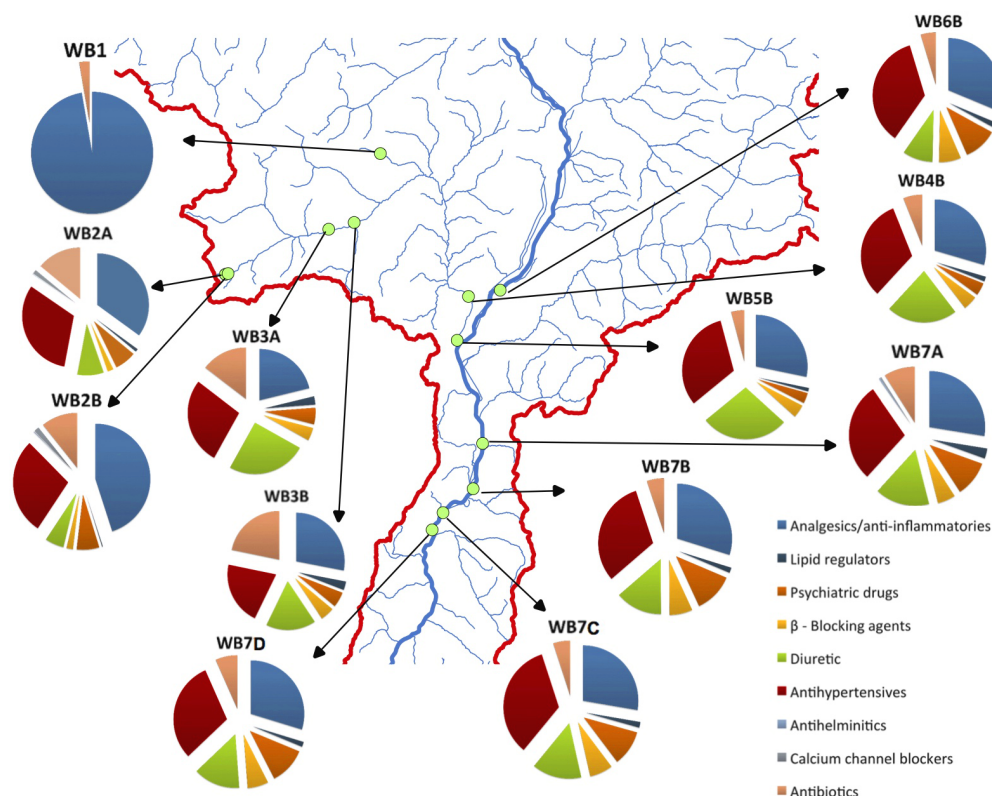 WB1
WB6B
WB4B
WB2A
WB5B
WB3A
WB7A
WB2B
WB7B
WB3B
WB7D
WB7C
Analgesics/anti-inflammatories
Lipid regulators
Psychiatric drugs
β - Blocking agents
Diuretic
Antihypertensives
Antihelminitics
Calcium channel blockers
Antibiotics